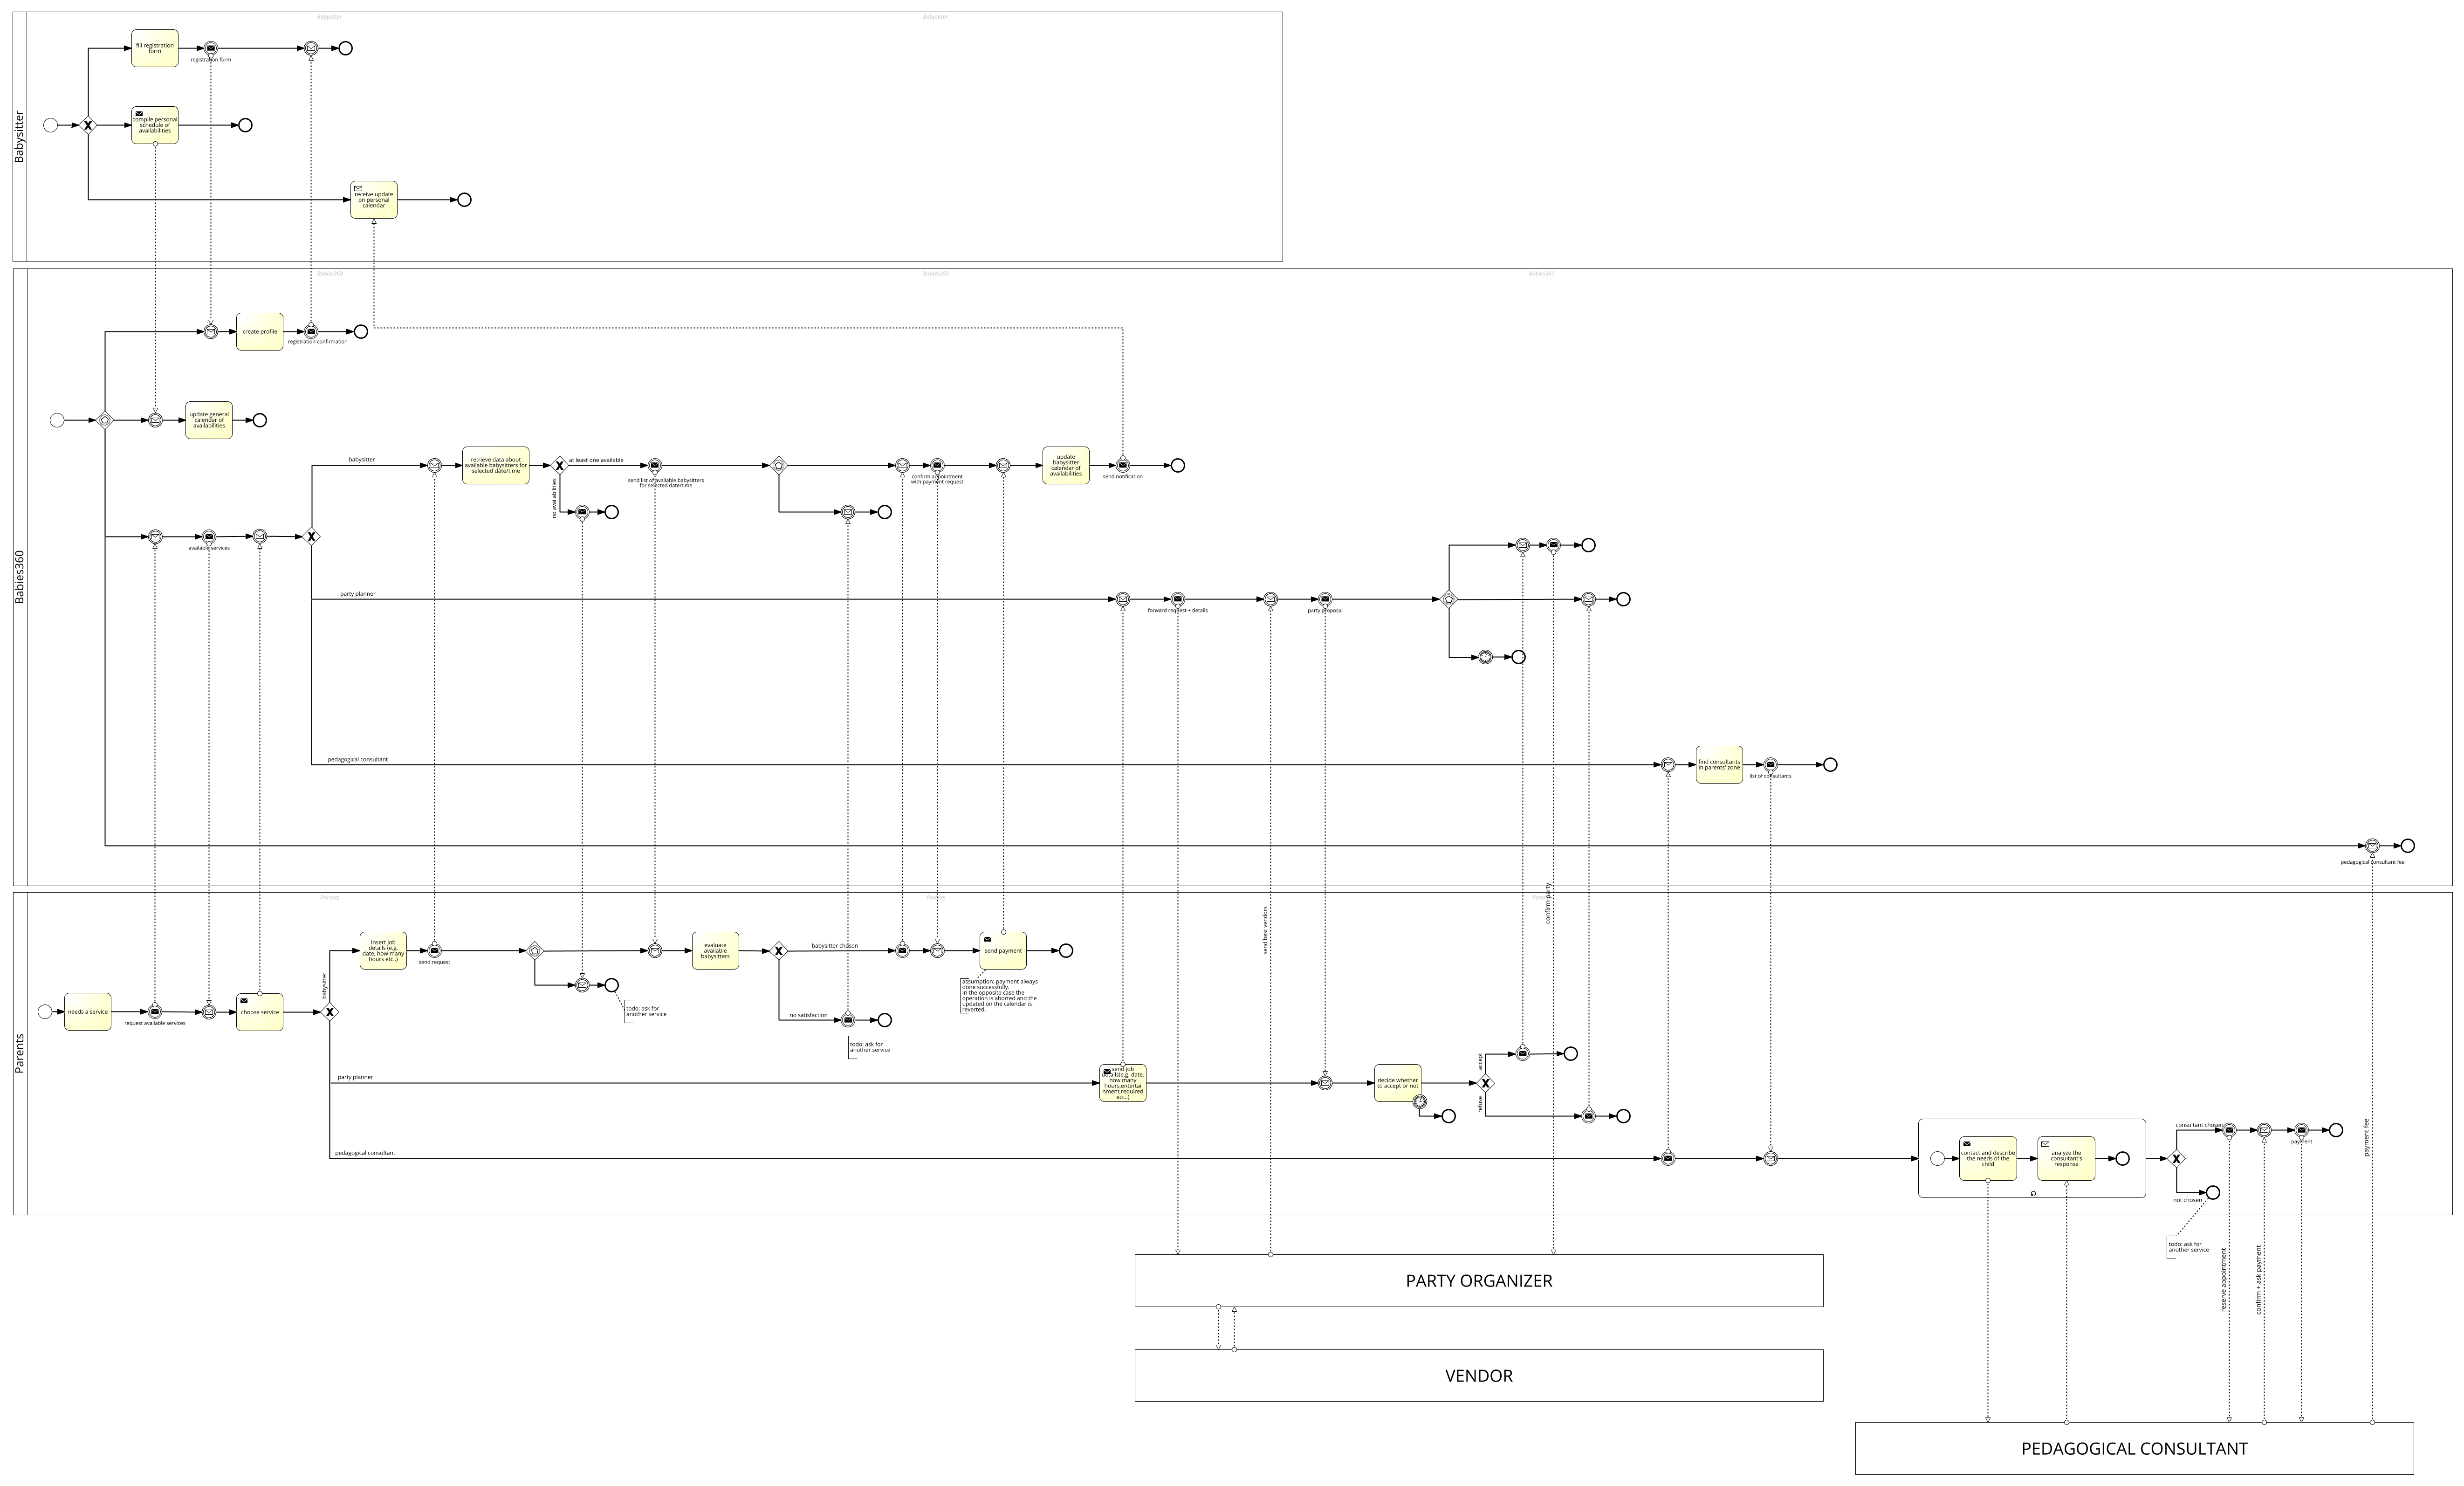 Babysitter
Babysitter
Babysitter
fill registration
form
registration form
compile personal
schedule of
availabilities
receive update
on personal
calendar
Babies360
Babies360
Babies360
Babies360
create profile
registration confirmation
update general
calendar of
availabilities
babysitter
retrieve data about
available babysitters for
selected date/time
at least one available
no availabilities
send list of available babysitters
for selected date/time
confirm appointment
with payment request
update
babysitter
calendar of
availabilities
send notification
available services
party planner
forward request + details
party proposal
pedagogical consultant
find consultants
in parents' zone
list of consultants
pedagogical consultant fee
Parents
Parents
Parents
Parents
needs a service
request available services
choose service
babysitter
Insert job
details (e.g.
date, how many
hours etc..)
send request
todo: ask for
another service
evaluate
available
babysitters
babysitter chosen
no satisfaction
todo: ask for
another service
send payment
assumption: payment always
done successfully.
In the opposite case the
operation is aborted and the
updated on the calendar is
reverted.
party planner
send job
details(e.g. date,
how many
hours,entertai
nment required
ecc..)
send best vendors
decide whether
to accept or not
accept
refuse
confirm party
pedagogical consultant
contact and describe
the needs of the
child
analyze the
consultant's
response
consultant chosen
not chosen
payment
todo: ask for
another service
reserve appointment
confirm + ask payment
payment fee
PARTY ORGANIZER
VENDOR
PEDAGOGICAL CONSULTANT